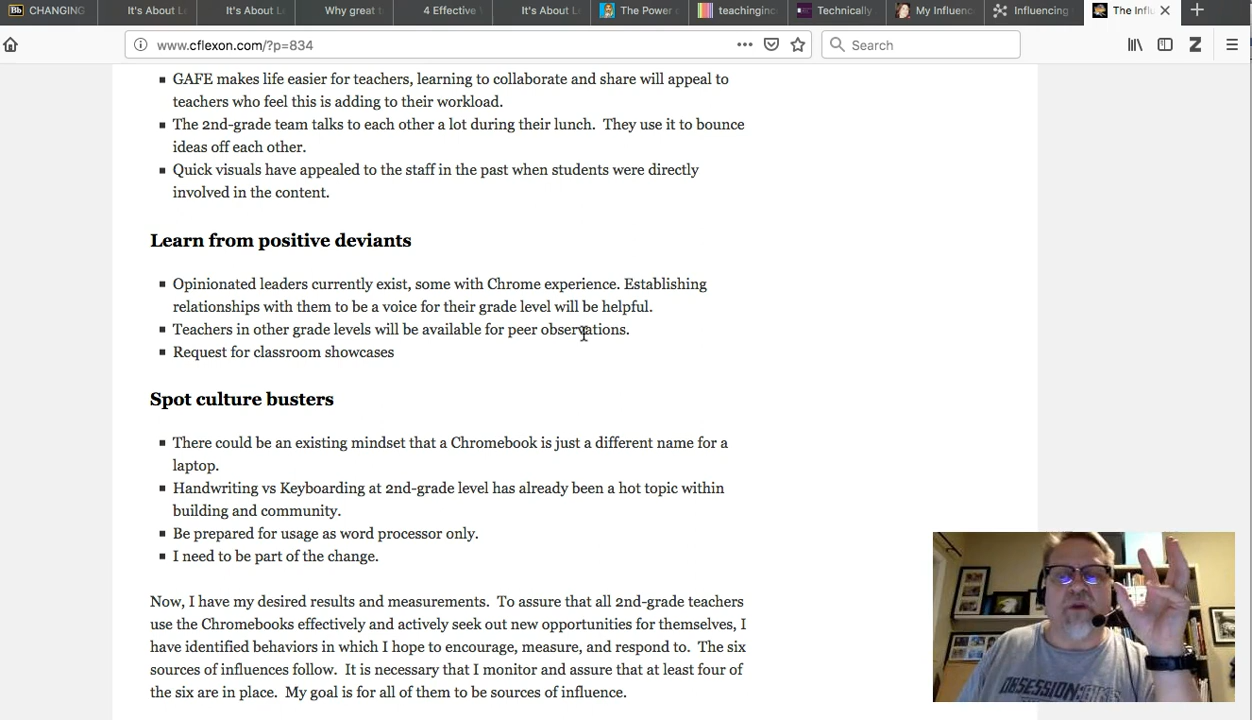 Bb CHANGING
It's About L
It's About L
Why great t
4 Effective
It's About L
The Power o
teachinginc
Technically
My Influenc
Influencing
The Influ
www.cflexon.com/?p=834
Search
GAFE makes life easier for teachers, learning to collaborate and share will appeal to
teachers who feel this is adding to their workload.
The 2nd-grade team talks to each other a lot during their lunch. They use it to bounce
ideas off each other.
Quick visuals have appealed to the staff in the past when students were directly
involved in the content.
Learn from positive deviants
Opinionated leaders currently exist, some with Chrome experience. Establishing
relationships with them to be a voice for their grade level will be helpful.
Teachers in other grade levels will be available for peer observations.
Request for classroom showcases
Spot culture busters
There could be an existing mindset that a Chromebook is just a different name for a
laptop.
Handwriting vs Keyboarding at 2nd-grade level has already been a hot topic within
building and community.
Be prepared for usage as word processor only.
I need to be part of the change.
Now, I have my desired results and measurements. To assure that all 2nd-grade teachers
use the Chromebooks effectively and actively seek out new opportunities for themselves, I
have identified behaviors in which I hope to encourage, measure, and respond to. The six
sources of influences follow. It is necessary that I monitor and assure that at least four of
the six are in place. My goal is for all of them to be sources of influence.